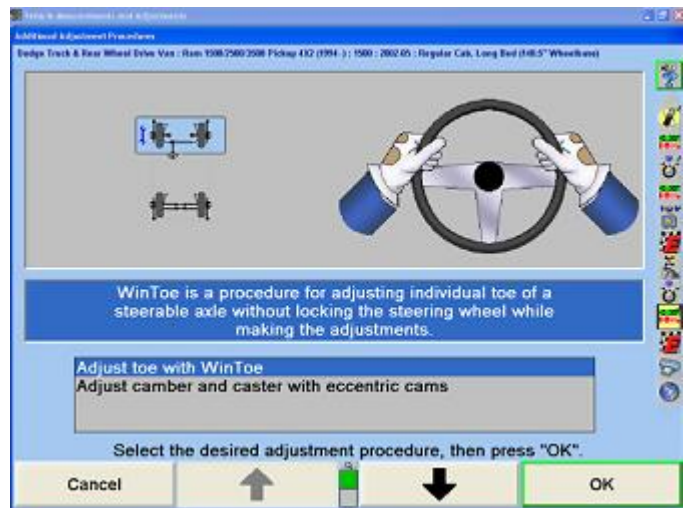 Additional Adjustment Procedures
Dodge Truck & Rear Wheel Drive Van : Ram 1500/2500/3500 Pickup 4X2 (1994- ) : 1500 : 2002-05 : Regular Cab, Long Bed (140.5" Wheelbase)
WinToe is a procedure for adjusting individual toe of a
steerable axle without locking the steering wheel while
making the adjustments.
Adjust toe with WinToe
Adjust camber and caster with eccentric cams
Select the desired adjustment procedure, then press "OK".
Cancel
OK